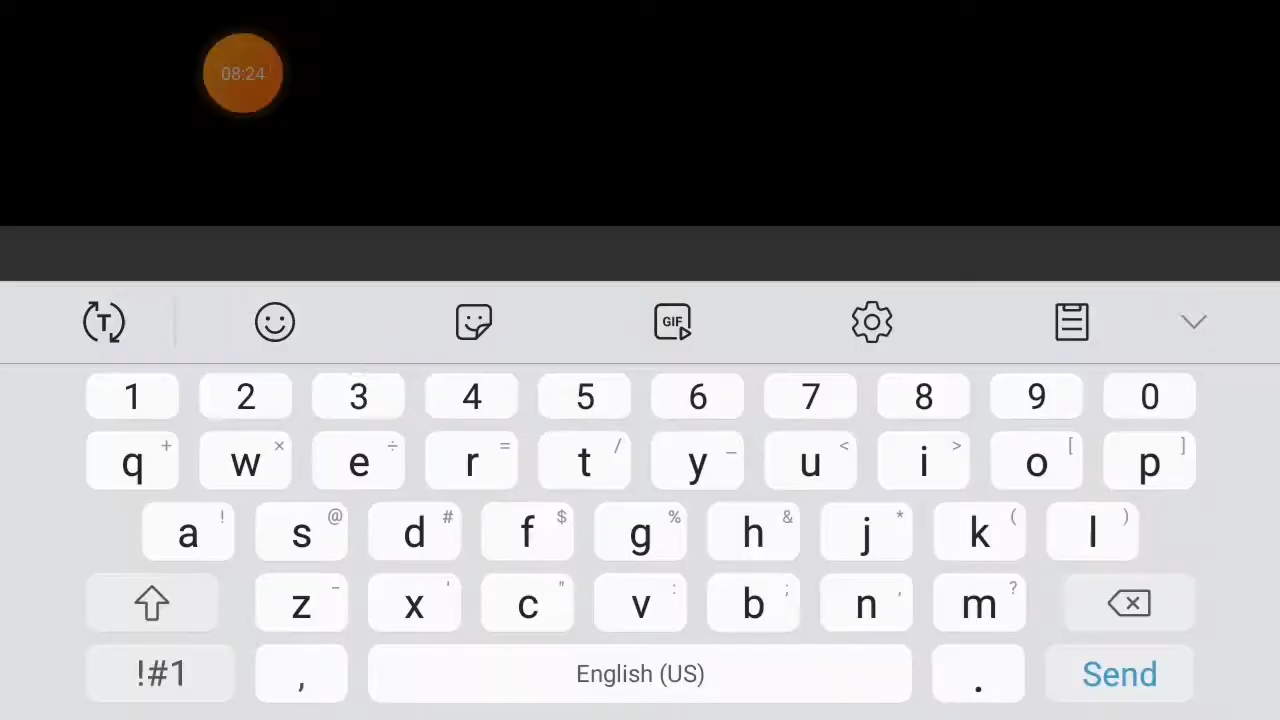 08:24
T GIF
1 2 3 4 5 6 7 8 9 0
q + w × e ÷ r = t / y _ u < i > o [ p ]
a ! s @ d # f $ g % h & j * k ( l )
z - x ' c " v : b ; n , m ?
!#1 , English (US) . Send